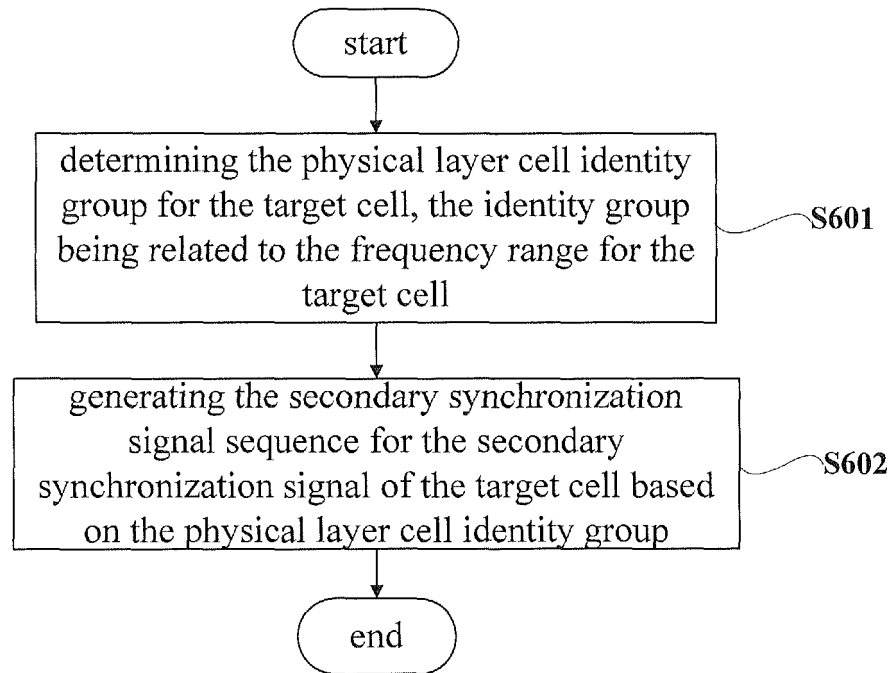 start
determining the physical layer cell identity
group for the target cell, the identity group
being related to the frequency range for the
target cell
S601
generating the secondary synchronization
signal sequence for the secondary
synchronization signal of the target cell based
on the physical layer cell identity group
S602
end